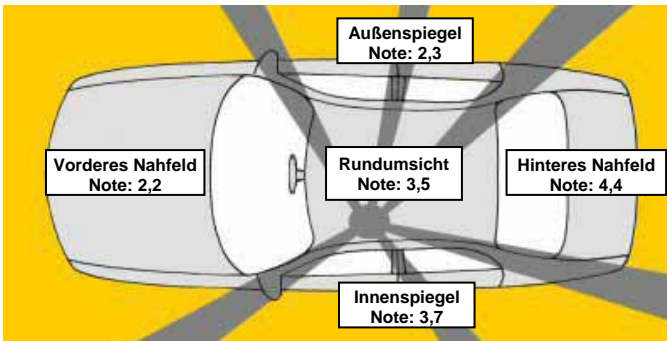 Außenspiegel
Note: 2,3
Vorderes Nahfeld
Note: 2,2
Rundumsicht
Note: 3,5
Hinteres Nahfeld
Note: 4,4
Innenspiegel
Note: 3,7